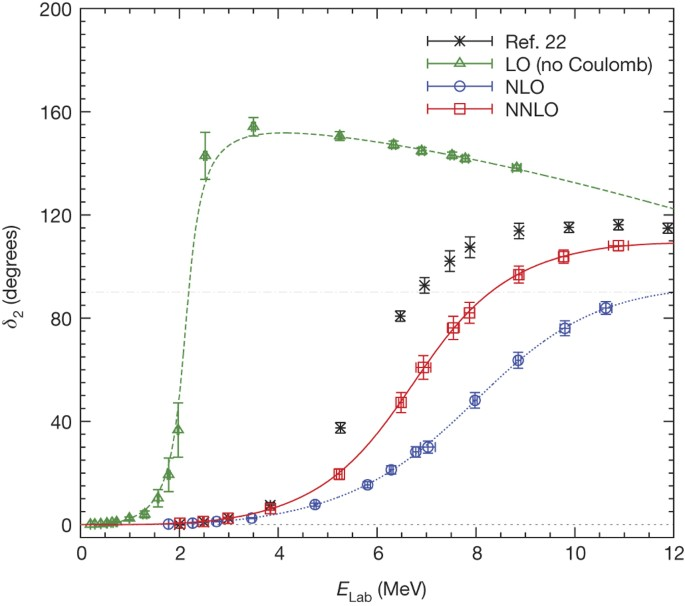 200
160
120
80
40
0
δ₂ (degrees)
Ref. 22
LO (no Coulomb)
NLO
NNLO
0 2 4 6 8 10 12
E_Lab (MeV)